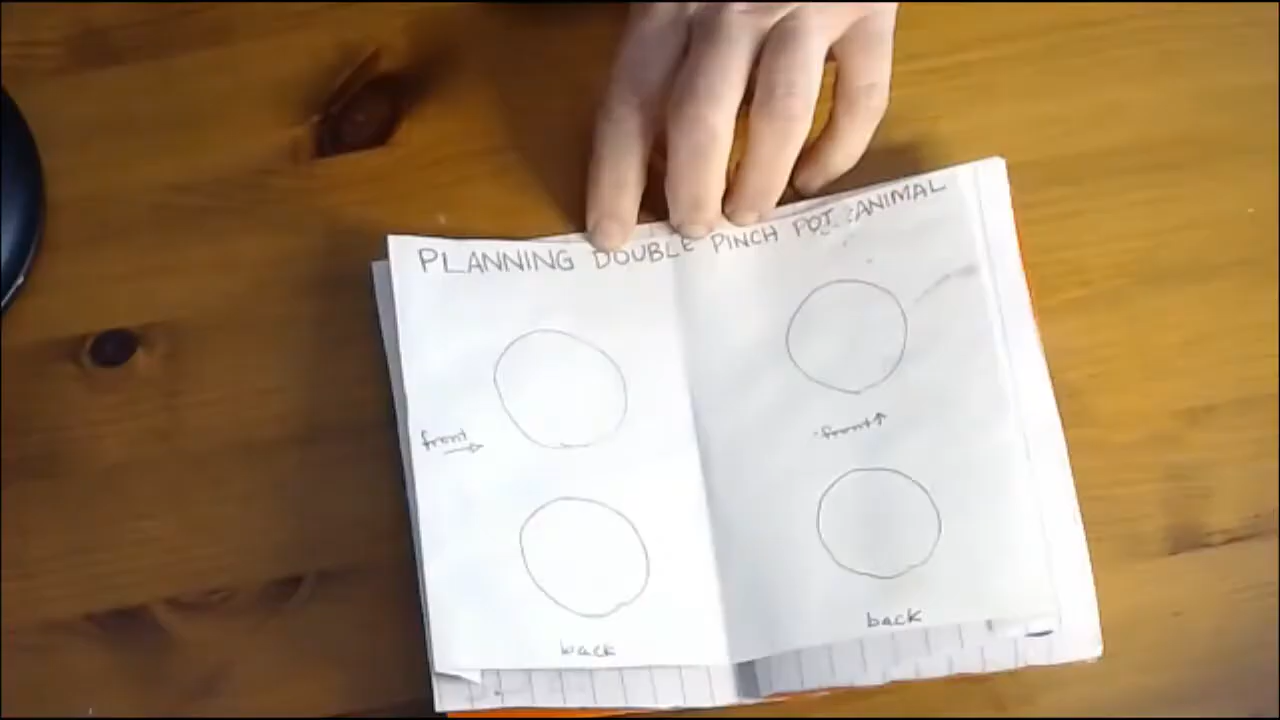 PLANNING DOUBLE PINCH POT ANIMAL
front →
back
front ↑
back